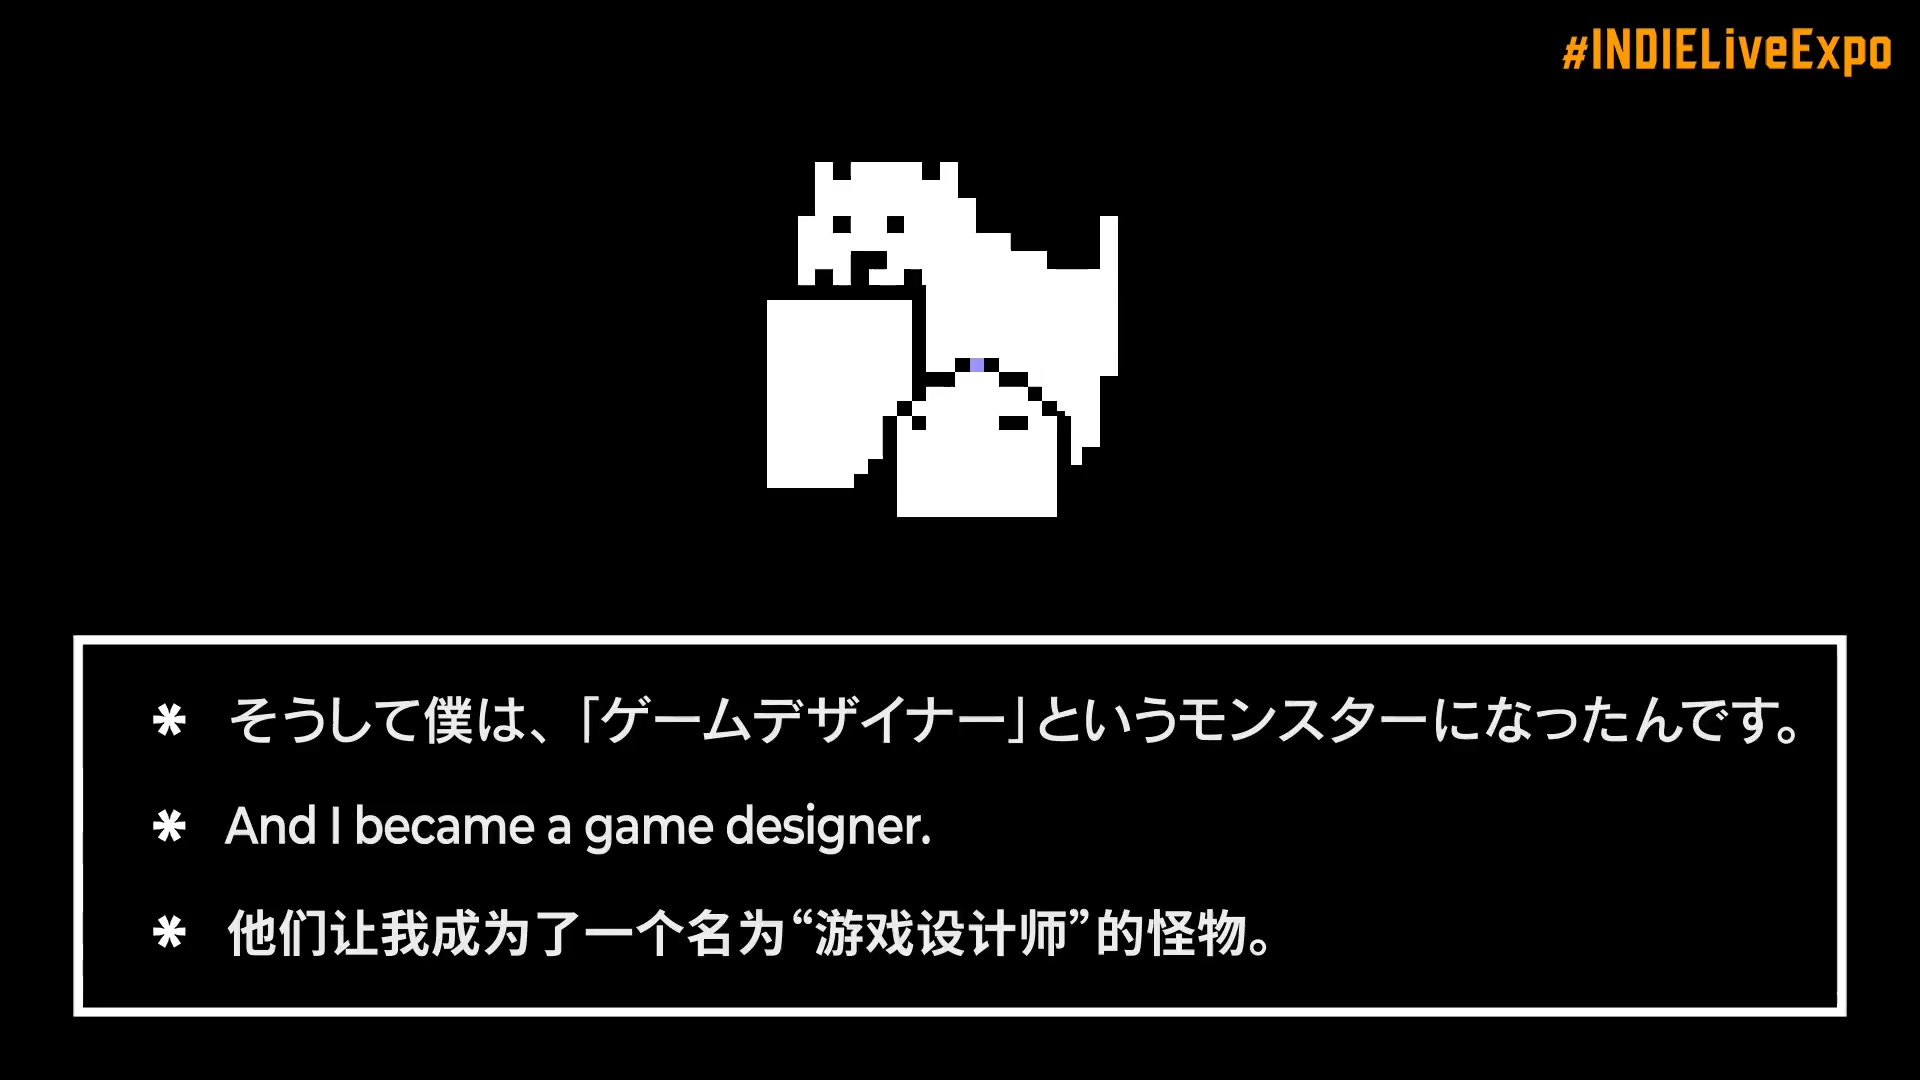 #INDIELiveExpo
* そうして僕は、「ゲームデザイナー」というモンスターになったんです。
* And I became a game designer.
* 他们让我成为了一个名为“游戏设计师”的怪物。